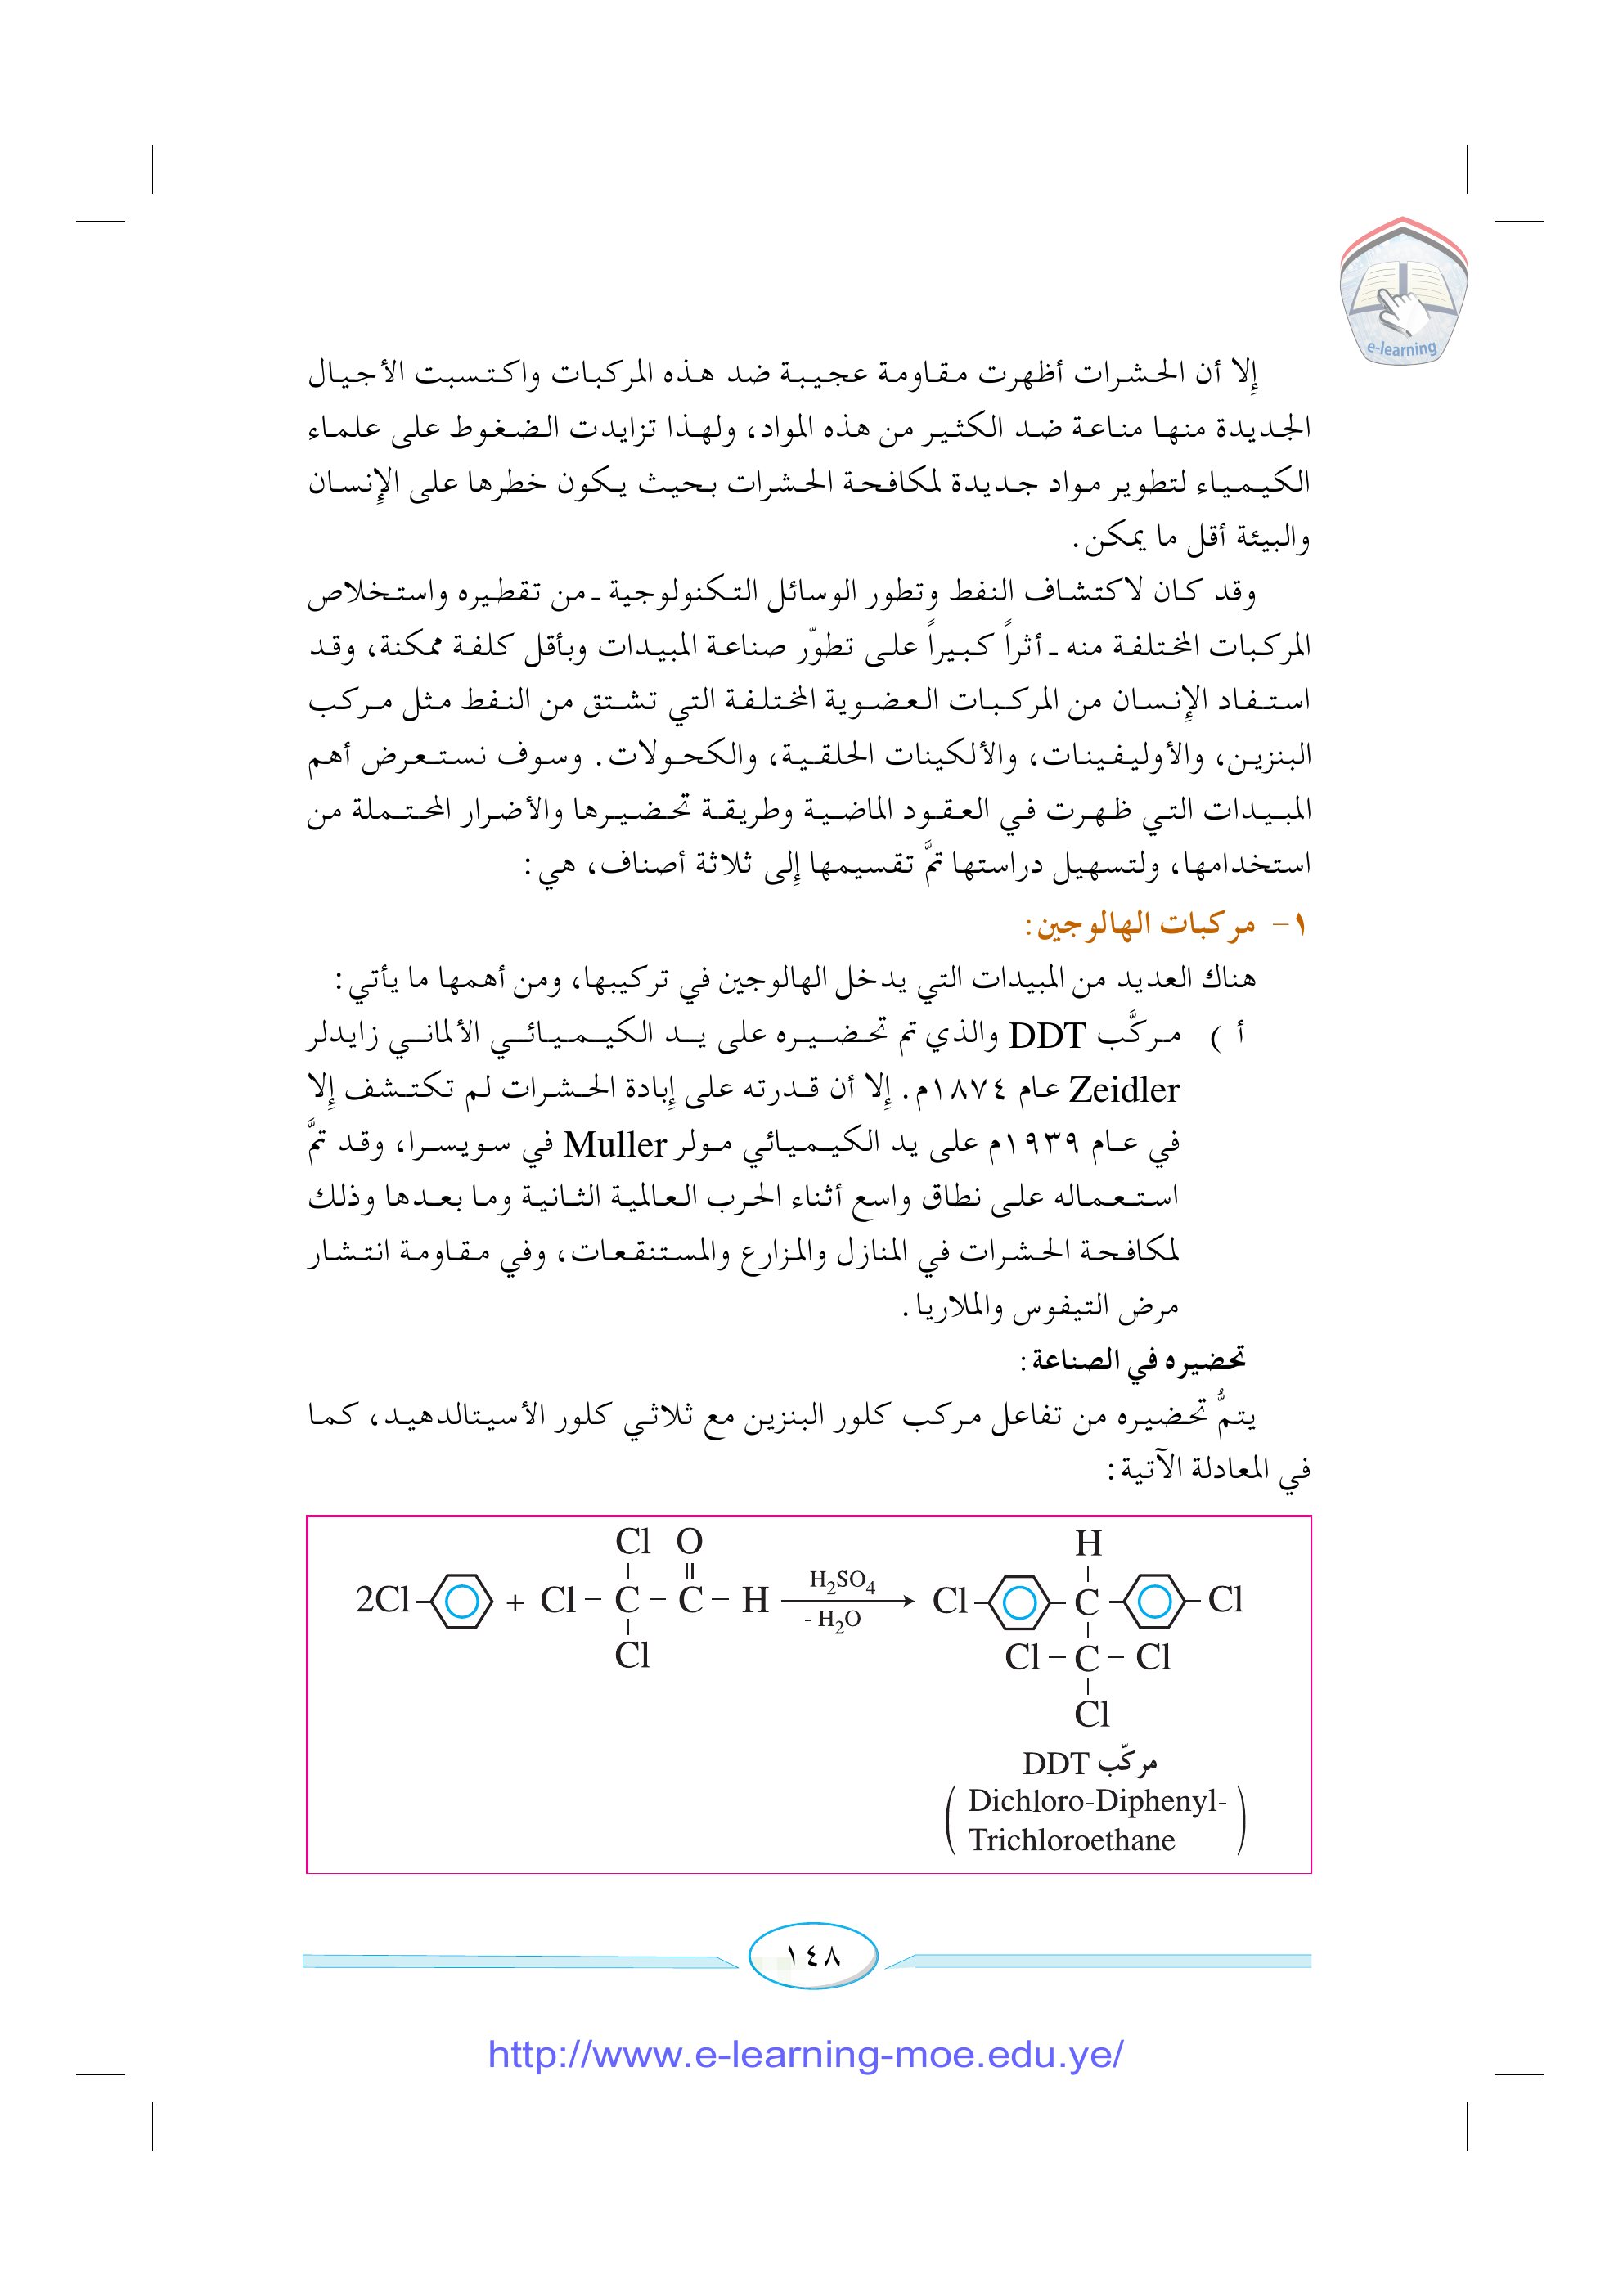 e-learning
إلا أن الحشرات أظهرت مقاومة عجيبة ضد هذه المركبات واكتسبت الأجيال
الجديدة منها مناعة ضد الكثير من هذه المواد، ولهذا تزايدت الضغوط على علماء
الكيمياء لتطوير مواد جديدة لمكافحة الحشرات بحيث يكون خطرها على الإنسان
والبيئة أقل ما يمكن.
وقد كان لاكتشاف النفط وتطور الوسائل التكنولوجية ـ من تقطيره واستخلاص
المركبات المختلفة منه ـ أثراً كبيراً على تطوّر صناعة المبيدات وبأقل كلفة ممكنة، وقد
استفاد الإنسان من المركبات العضوية المختلفة التي تشتق من النفط مثل مركب
البنزين، والأوليفينات، والألكينات الحلقية، والكحولات. وسوف نستعرض أهم
المبيدات التي ظهرت في العقود الماضية وطريقة تحضيرها والأضرار المحتملة من
استخدامها، ولتسهيل دراستها تمَّ تقسيمها إلى ثلاثة أصناف، هي:
١- مركبات الهالوجين:
هناك العديد من المبيدات التي يدخل الهالوجين في تركيبها، ومن أهمها ما يأتي:
أ ) مركَّب DDT والذي تم تحضيره على يد الكيميائي الألماني زايدلر
Zeidler عام ١٨٧٤م. إلا أن قدرته على إبادة الحشرات لم تكتشف إلا
في عام ١٩٣٩م على يد الكيميائي مولر Muller في سويسرا، وقد تمَّ
استعماله على نطاق واسع أثناء الحرب العالمية الثانية وما بعدها وذلك
لمكافحة الحشرات في المنازل والمزارع والمستنقعات، وفي مقاومة انتشار
مرض التيفوس والملاريا.
تحضيره في الصناعة:
يتمُّ تحضيره من تفاعل مركب كلور البنزين مع ثلاثي كلور الأسيتالدهيد، كما
في المعادلة الآتية:
Cl O H
H₂SO₄
2Cl + Cl – C – C – H Cl C Cl
- H₂O
Cl Cl – C – Cl
Cl
مركّب DDT
( Dichloro-Diphenyl-
Trichloroethane )
١٤٨
http://www.e-learning-moe.edu.ye/